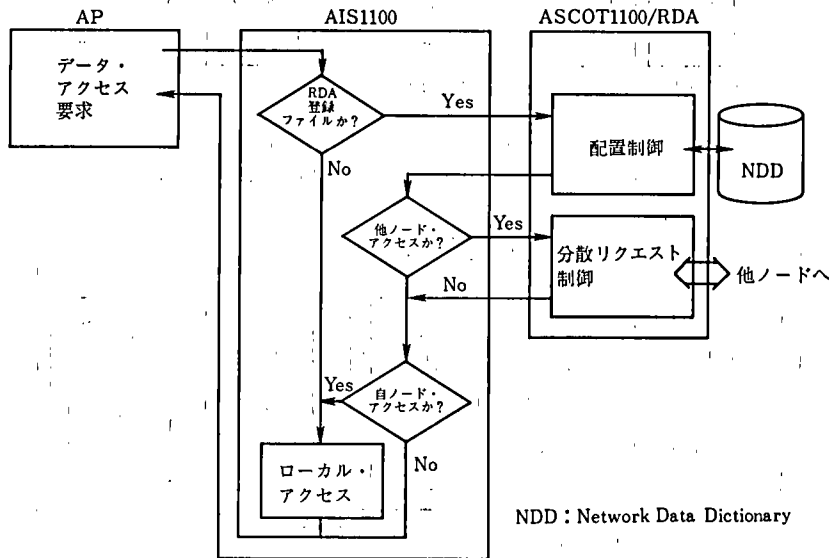 AP
AIS1100
ASCOT1100/RDA
データ・
アクセス
要求
RDA
登録
ファイルか?
Yes
No
配置制御
NDD
他ノード・
アクセスか?
Yes
No
分散リクエスト
制御
他ノードへ
自ノード・
アクセスか?
Yes
No
ローカル・
アクセス
NDD:Network Data Dictionary